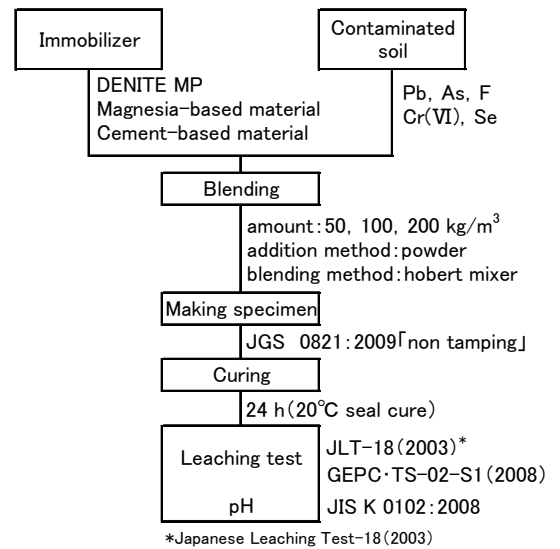 Immobilizer
Contaminated
soil
DENITE MP
Magnesia-based material
Cement-based material
Pb, As, F
Cr(Ⅵ), Se
Blending
amount:50, 100, 200 kg/m³
addition method:powder
blending method:hobert mixer
Making specimen
JGS 0821:2009「non tamping」
Curing
24 h(20℃ seal cure)
Leaching test
JLT-18(2003)*
GEPC・TS-02-S1(2008)
pH
JIS K 0102:2008
*Japanese Leaching Test-18(2003)